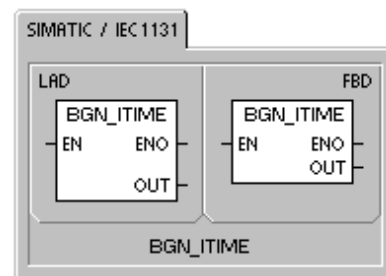 SIMATIC / IEC1131
LAD
FBD
BGN_ITIME
EN ENO
OUT
BGN_ITIME
EN ENO
OUT
BGN_ITIME